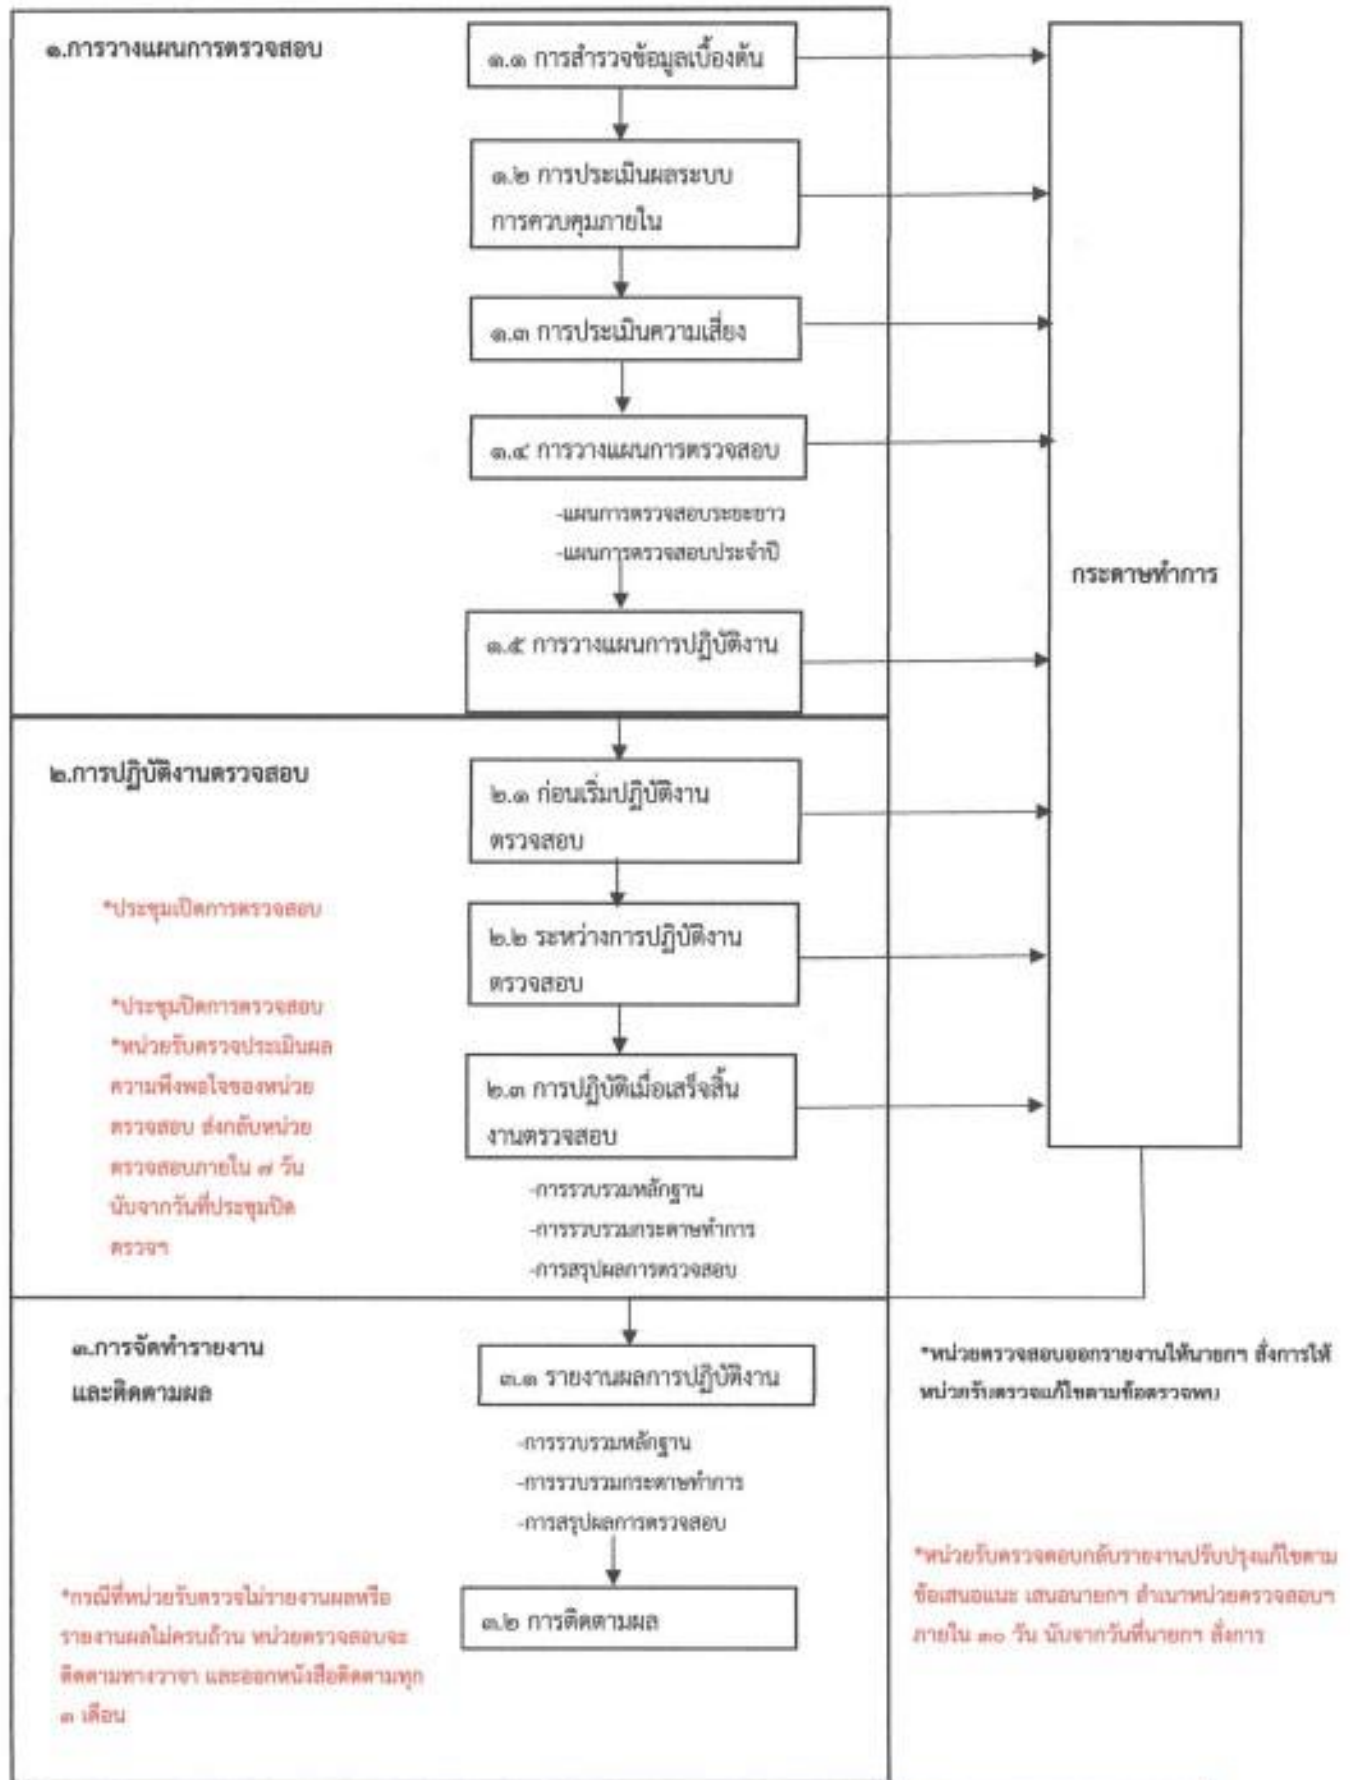 ๑.การวางแผนการตรวจสอบ
๑.๑ การสำรวจข้อมูลเบื้องต้น
๑.๒ การประเมินผลระบบ
การควบคุมภายใน
๑.๓ การประเมินความเสี่ยง
๑.๔ การวางแผนการตรวจสอบ
-แผนการตรวจสอบระยะยาว
-แผนการตรวจสอบประจำปี
๑.๕ การวางแผนการปฏิบัติงาน
กระดาษทำการ
๒.การปฏิบัติงานตรวจสอบ
๒.๑ ก่อนเริ่มปฏิบัติงาน
ตรวจสอบ
*ประชุมเปิดการตรวจสอบ
๒.๒ ระหว่างการปฏิบัติงาน
ตรวจสอบ
*ประชุมปิดการตรวจสอบ
*หน่วยรับตรวจประเมินผล
ความพึงพอใจของหน่วย
ตรวจสอบ ส่งกลับหน่วย
ตรวจสอบภายใน ๗ วัน
นับจากวันที่ประชุมปิด
ตรวจฯ
๒.๓ การปฏิบัติเมื่อเสร็จสิ้น
งานตรวจสอบ
-การรวบรวมหลักฐาน
-การรวบรวมกระดาษทำการ
-การสรุปผลการตรวจสอบ
๓.การจัดทำรายงาน
และติดตามผล
๓.๑ รายงานผลการปฏิบัติงาน
-การรวบรวมหลักฐาน
-การรวบรวมกระดาษทำการ
-การสรุปผลการตรวจสอบ
*หน่วยตรวจสอบออกรายงานให้นายกฯ สั่งการให้
หน่วยรับตรวจแก้ไขตามข้อตรวจพบ
๓.๒ การติดตามผล
*กรณีที่หน่วยรับตรวจไม่รายงานผลหรือ
รายงานผลไม่ครบถ้วน หน่วยตรวจสอบจะ
ติดตามทางวาจา และออกหนังสือติดตามทุก
๓ เดือน
*หน่วยรับตรวจตอบกลับรายงานปรับปรุงแก้ไขตาม
ข้อเสนอแนะ เสนอนายกฯ สำเนาหน่วยตรวจสอบฯ
ภายใน ๓๐ วัน นับจากวันที่นายกฯ สั่งการ